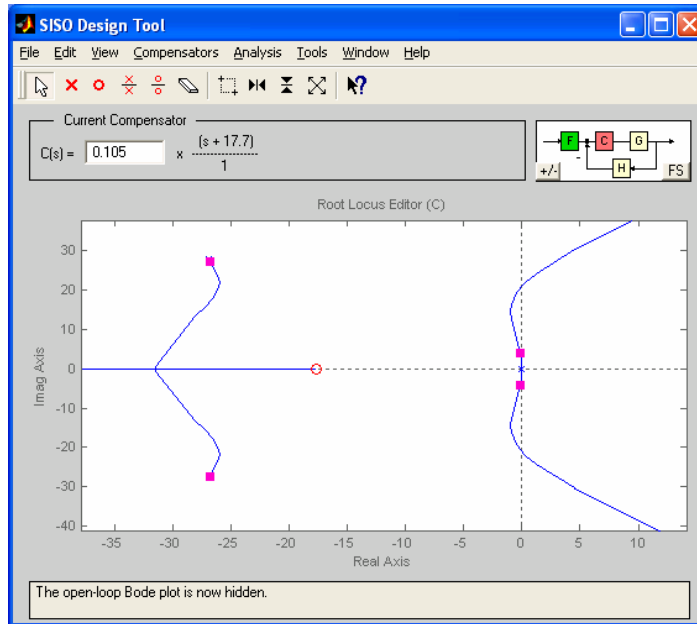 SISO Design Tool
File Edit View Compensators Analysis Tools Window Help
Current Compensator
C(s) = 0.105 x (s + 17.7)
1
F C G
H
+/- FS
-
Root Locus Editor (C)
30
20
10
0
-10
-20
-30
-40
Imag Axis
-35 -30 -25 -20 -15 -10 -5 0 5 10
Real Axis
The open-loop Bode plot is now hidden.